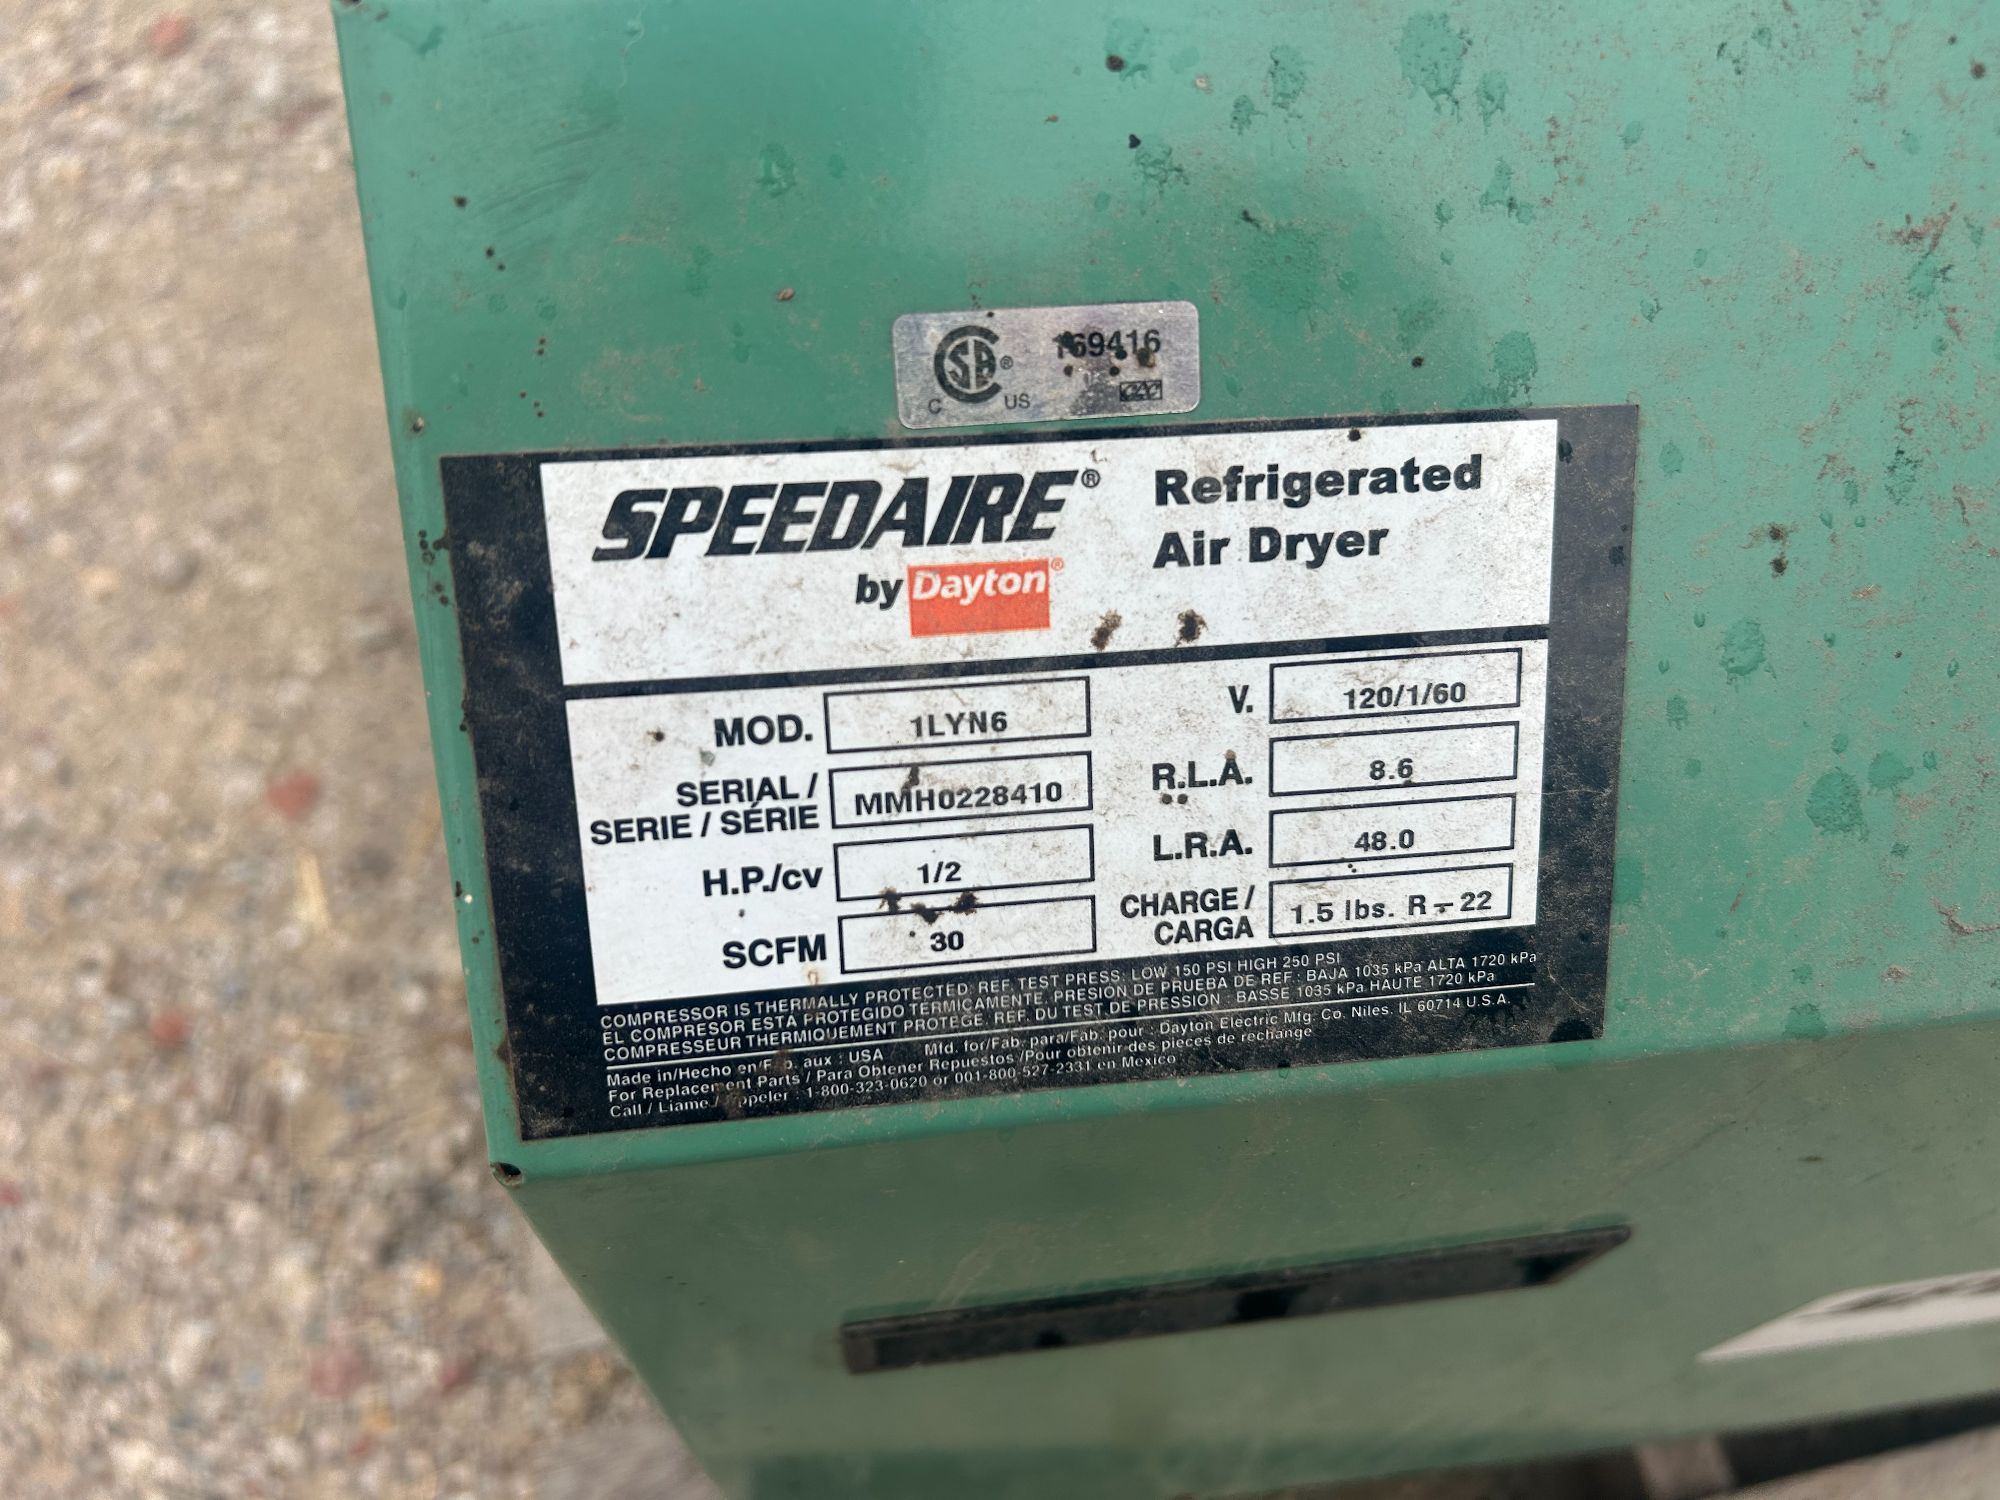 CSA ® 169416
C US
SPEEDAIRE® Refrigerated
Air Dryer
by Dayton®
MOD. 1LYN6
SERIAL /
SERIE / SÉRIE MMH0228410
H.P./cv 1/2
SCFM 30
V. 120/1/60
R.L.A. 8.6
L.R.A. 48.0
CHARGE /
CARGA 1.5 lbs. R-22
COMPRESSOR IS THERMALLY PROTECTED. REF. TEST PRESS: LOW 150 PSI HIGH 250 PSI
EL COMPRESOR ESTÁ PROTEGIDO TERMICAMENTE. PRESION DE PRUEBA DE REF.: BAJA 1035 kPa ALTA 1720 kPa
COMPRESSEUR THERMIQUEMENT PROTEGÉ. REF. DU TEST DE PRESSION : BASSE 1035 kPa HAUTE 1720 kPa
Made in/Hecho en/ aux : USA Mfd. for/Fab. para/Fab. pour : Dayton Electric Mfg. Co. Niles, IL 60714 U.S.A.
For Replacement Parts / Para Obtener Repuestos /Pour obtenir des pieces de rechange
Call / Llame / : 1-800-323-0620 or 001-800-527-2331 en Mexico